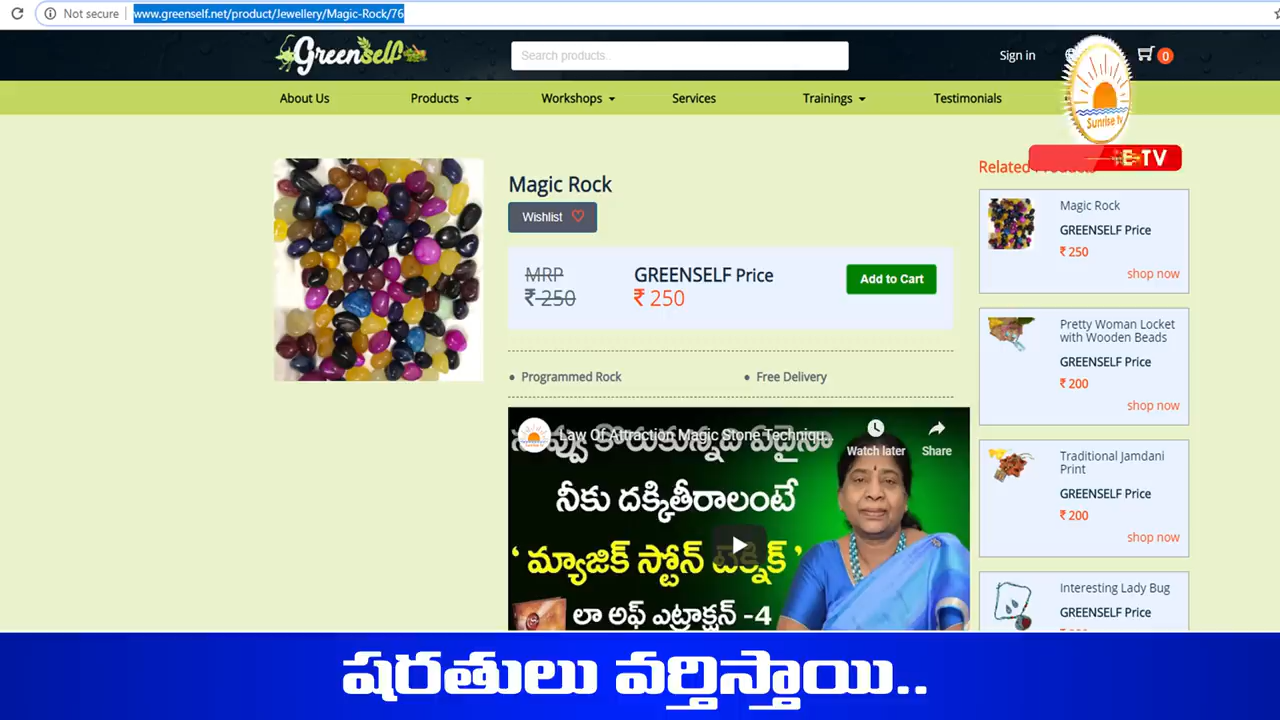 Not secure
www.greenself.net/product/Jewellery/Magic-Rock/76
Greenself
Search products..
Sign in
0
About Us
Products
Workshops
Services
Trainings
Testimonials
Sunrise tv
E TV
Magic Rock
Wishlist
MRP
₹ 250
GREENSELF Price
₹ 250
Add to Cart
• Programmed Rock
• Free Delivery
Law Of Attraction Magic Stone Techniqu...
Watch later
Share
నువ్వు కోరుకున్నది ఏదైనా
నీకు దక్కితీరాలంటే
‘ మ్యాజిక్ స్టోన్ టెక్నిక్ ’
లా అఫ్ ఎట్రాక్షన్ -4
Related Products
Magic Rock
GREENSELF Price
₹ 250
shop now
Pretty Woman Locket
with Wooden Beads
GREENSELF Price
₹ 200
shop now
Traditional Jamdani
Print
GREENSELF Price
₹ 200
shop now
Interesting Lady Bug
GREENSELF Price
షరతులు వర్తిస్తాయి..